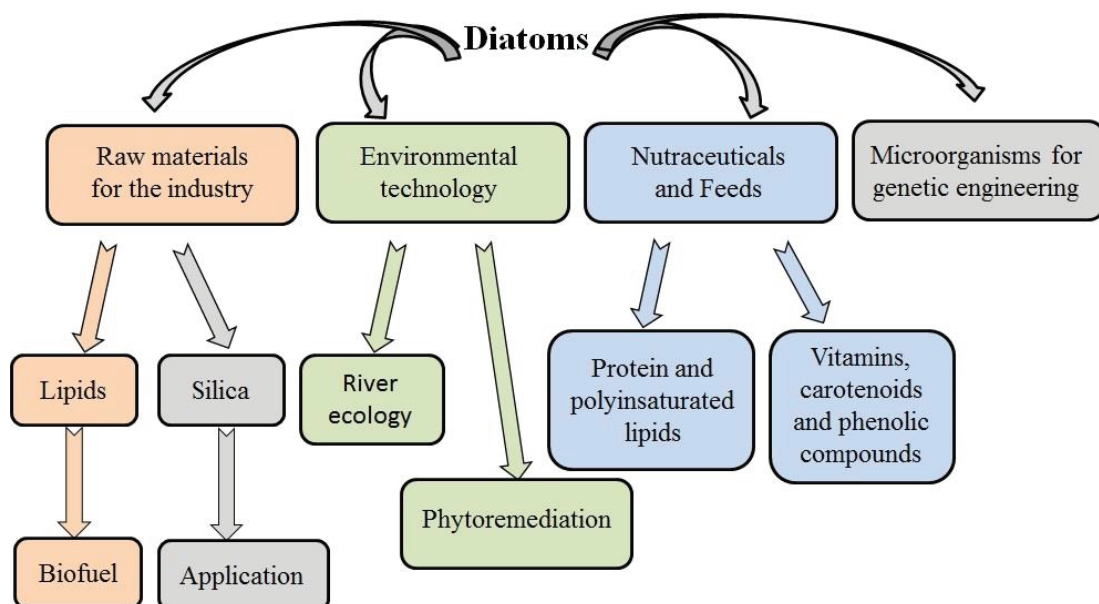 Diatoms
Raw materials
for the industry
Environmental
technology
Nutraceuticals
and Feeds
Microorganisms for
genetic engineering
Lipids
Silica
River
ecology
Protein and
polyinsaturated
lipids
Vitamins,
carotenoids
and phenolic
compounds
Phytoremediation
Biofuel
Application